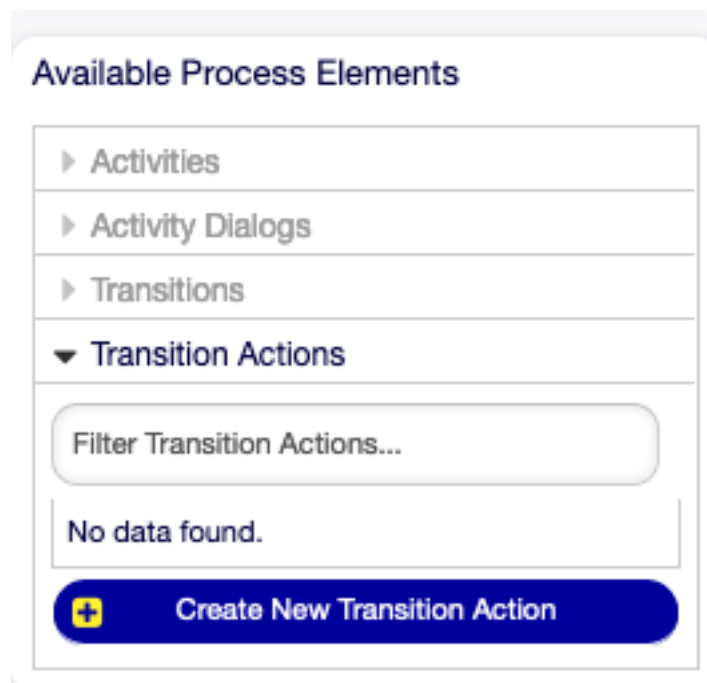 Available Process Elements
Activities
Activity Dialogs
Transitions
Transition Actions
Filter Transition Actions...
No data found.
Create New Transition Action